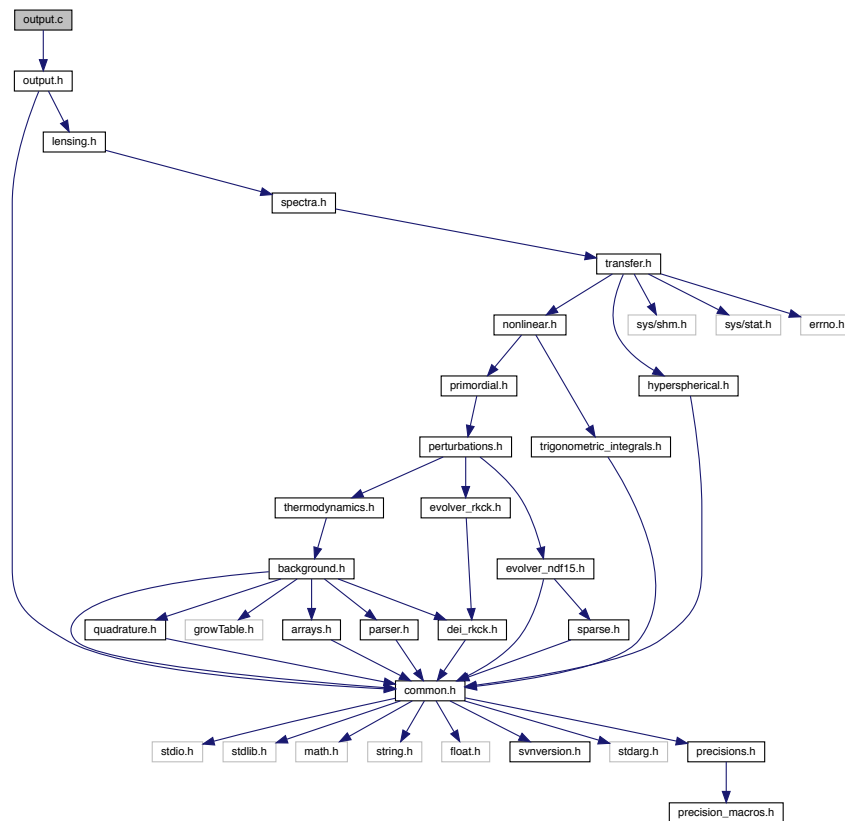 output.c
output.h
lensing.h
spectra.h
transfer.h
nonlinear.h
sys/shm.h
sys/stat.h
errno.h
primordial.h
hyperspherical.h
perturbations.h
trigonometric_integrals.h
thermodynamics.h
evolver_rkck.h
background.h
evolver_ndf15.h
quadrature.h
growTable.h
arrays.h
parser.h
dei_rkck.h
sparse.h
common.h
stdio.h
stdlib.h
math.h
string.h
float.h
svnversion.h
stdarg.h
precisions.h
precision_macros.h